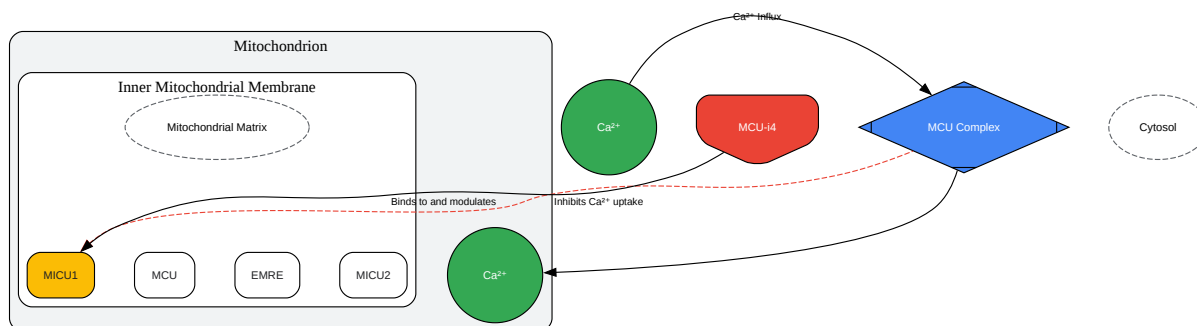 Ca²⁺ Influx
Mitochondrion
Inner Mitochondrial Membrane
Mitochondrial Matrix
Ca²⁺
MCU-i4
MCU Complex
Cytosol
Binds to and modulates
Inhibits Ca²⁺ uptake
MICU1
MCU
EMRE
MICU2
Ca²⁺